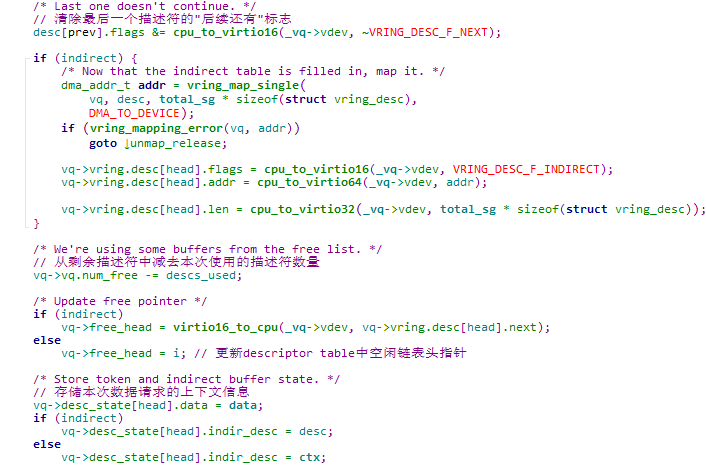 /* Last one doesn't continue. */
// 清除最后一个描述符的"后续还有"标志
desc[prev].flags &= cpu_to_virtio16(_vq->vdev, ~VRING_DESC_F_NEXT);
if (indirect) {
/* Now that the indirect table is filled in, map it. */
dma_addr_t addr = vring_map_single(
vq, desc, total_sg * sizeof(struct vring_desc),
DMA_TO_DEVICE);
if (vring_mapping_error(vq, addr))
goto ↓unmap_release;
vq->vring.desc[head].flags = cpu_to_virtio16(_vq->vdev, VRING_DESC_F_INDIRECT);
vq->vring.desc[head].addr = cpu_to_virtio64(_vq->vdev, addr);
vq->vring.desc[head].len = cpu_to_virtio32(_vq->vdev, total_sg * sizeof(struct vring_desc));
}
/* We're using some buffers from the free list. */
// 从剩余描述符中减去本次使用的描述符数量
vq->vq.num_free -= descs_used;
/* Update free pointer */
if (indirect)
vq->free_head = virtio16_to_cpu(_vq->vdev, vq->vring.desc[head].next);
else
vq->free_head = i; // 更新descriptor table中空闲链表头指针
/* Store token and indirect buffer state. */
// 存储本次数据请求的上下文信息
vq->desc_state[head].data = data;
if (indirect)
vq->desc_state[head].indir_desc = desc;
else
vq->desc_state[head].indir_desc = ctx;